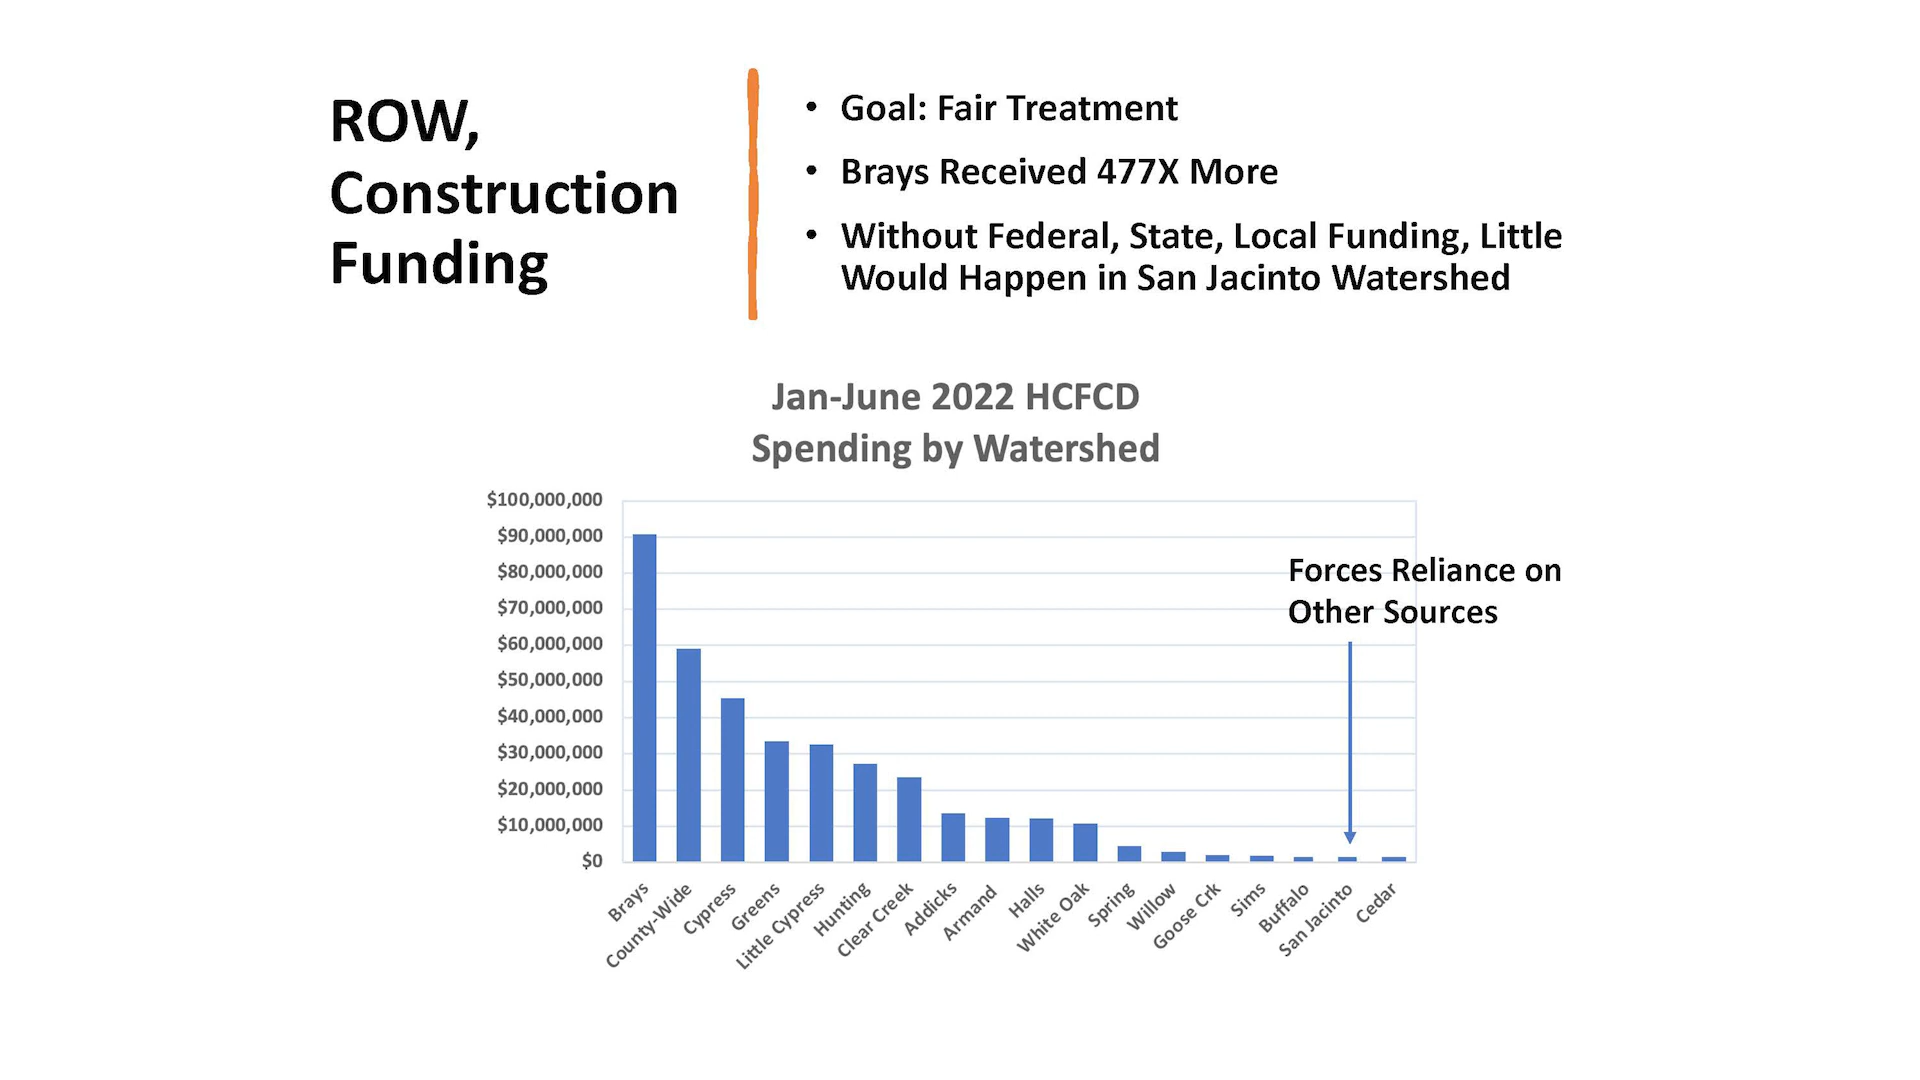 ROW,
Construction
Funding
• Goal: Fair Treatment
• Brays Received 477X More
• Without Federal, State, Local Funding, Little
Would Happen in San Jacinto Watershed
Jan-June 2022 HCFCD
Spending by Watershed
$100,000,000
$90,000,000
$80,000,000
$70,000,000
$60,000,000
$50,000,000
$40,000,000
$30,000,000
$20,000,000
$10,000,000
$0
Forces Reliance on
Other Sources
Brays
County-Wide
Cypress
Greens
Little Cypress
Hunting
Clear Creek
Addicks
Armand
Halls
White Oak
Spring
Willow
Goose Crk
Sims
Buffalo
San Jacinto
Cedar